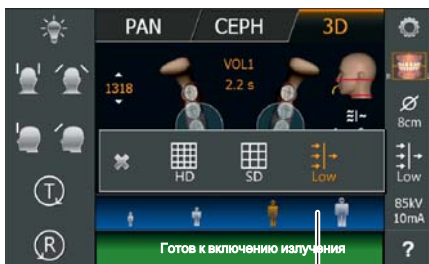 PAN CEPH 3D
VOL1
1318 2.2 s
8cm
HD SD Low Low
85kV
10mA
T
R
Готов к включению излучения
?